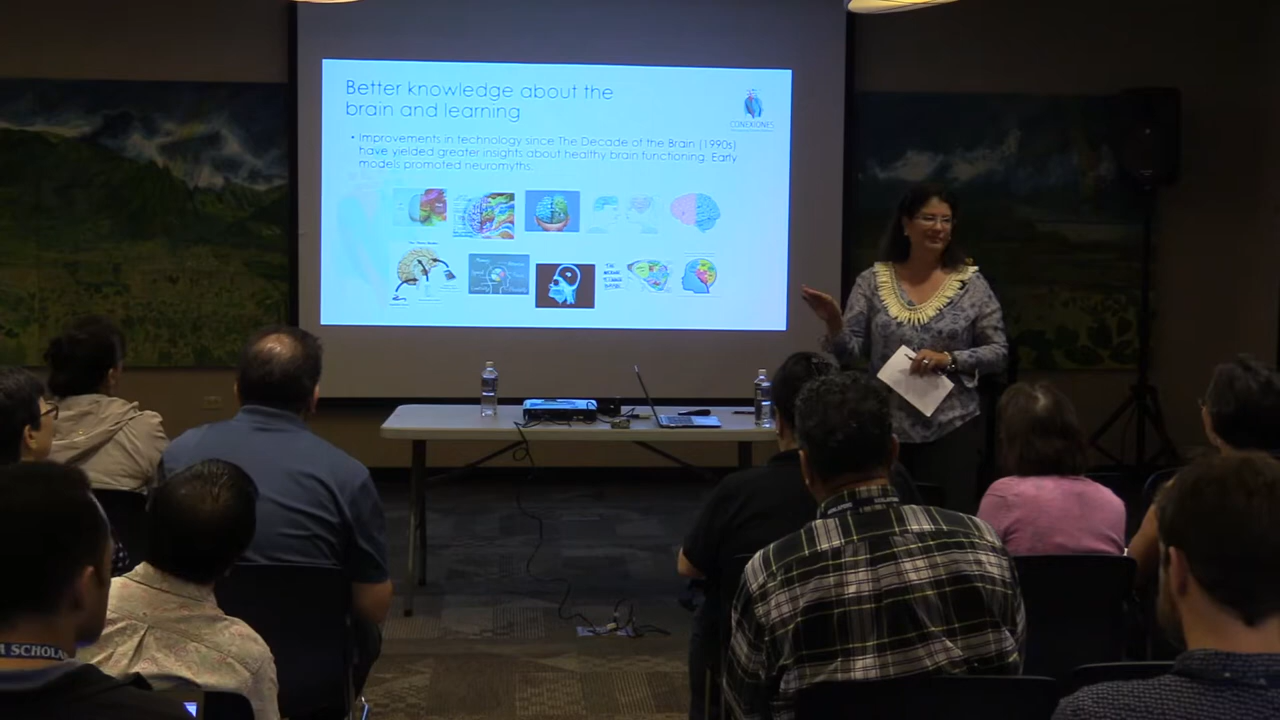 Better knowledge about the
brain and learning
CONEXIONES
• Improvements in technology since The Decade of the Brain (1990s)
have yielded greater insights about healthy brain functioning. Early
models promoted neuromyths.
SCHOLAR